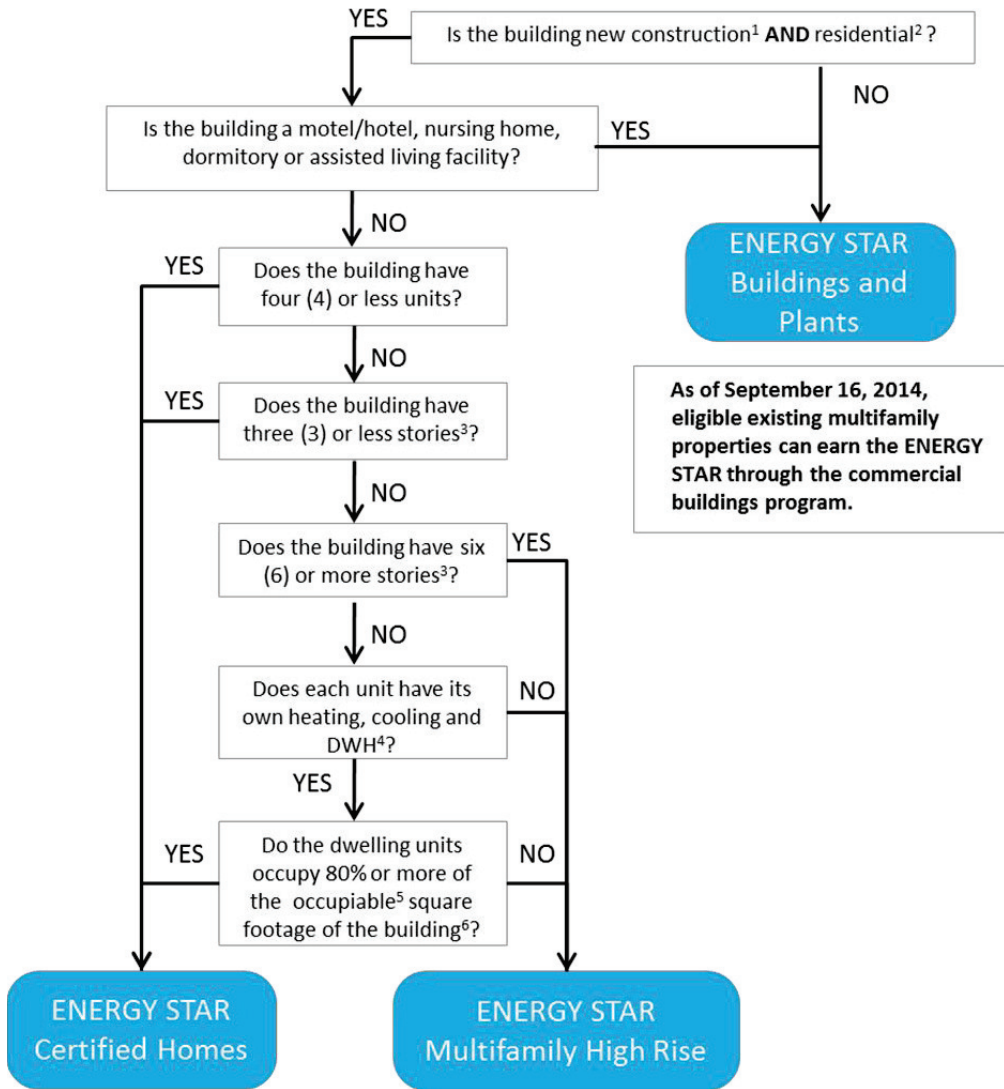 YES
Is the building new construction¹ AND residential² ?
NO
Is the building a motel/hotel, nursing home,
dormitory or assisted living facility?
YES
NO
ENERGY STAR
Buildings and
Plants
YES
Does the building have
four (4) or less units?
NO
As of September 16, 2014,
eligible existing multifamily
properties can earn the ENERGY
STAR through the commercial
buildings program.
YES
Does the building have
three (3) or less stories³?
NO
Does the building have six
(6) or more stories³?
YES
NO
Does each unit have its
own heating, cooling and
DWH⁴?
NO
YES
YES
Do the dwelling units
occupy 80% or more of
the occupiable⁵ square
footage of the building⁶?
NO
ENERGY STAR
Certified Homes
ENERGY STAR
Multifamily High Rise